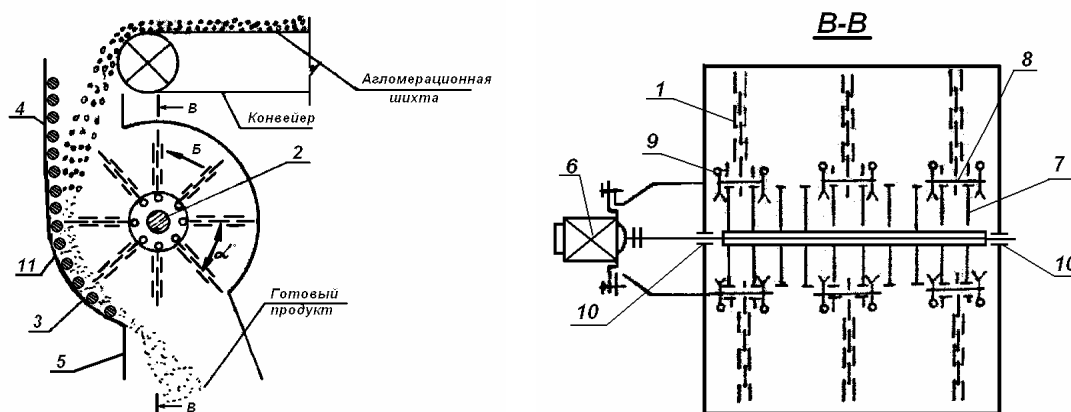 Агломерационная
шихта
Конвейер
В
4
Б
2
α
11
3
5
Готовый
продукт
В
В-В
1
8
9
6
7
10
10